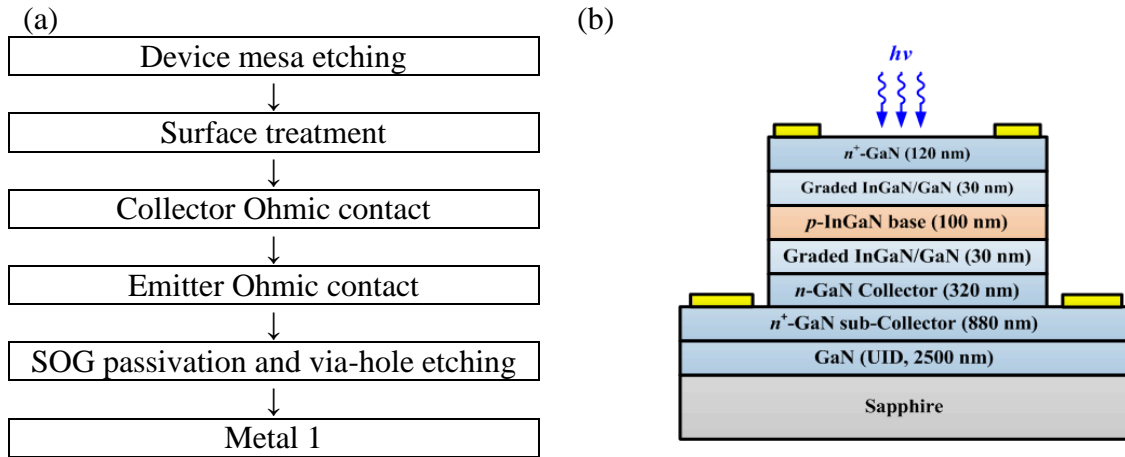 (a)
Device mesa etching
↓
Surface treatment
↓
Collector Ohmic contact
↓
Emitter Ohmic contact
↓
SOG passivation and via-hole etching
↓
Metal 1
(b)
hν
n⁺-GaN (120 nm)
Graded InGaN/GaN (30 nm)
p-InGaN base (100 nm)
Graded InGaN/GaN (30 nm)
n-GaN Collector (320 nm)
n⁺-GaN sub-Collector (880 nm)
GaN (UID, 2500 nm)
Sapphire